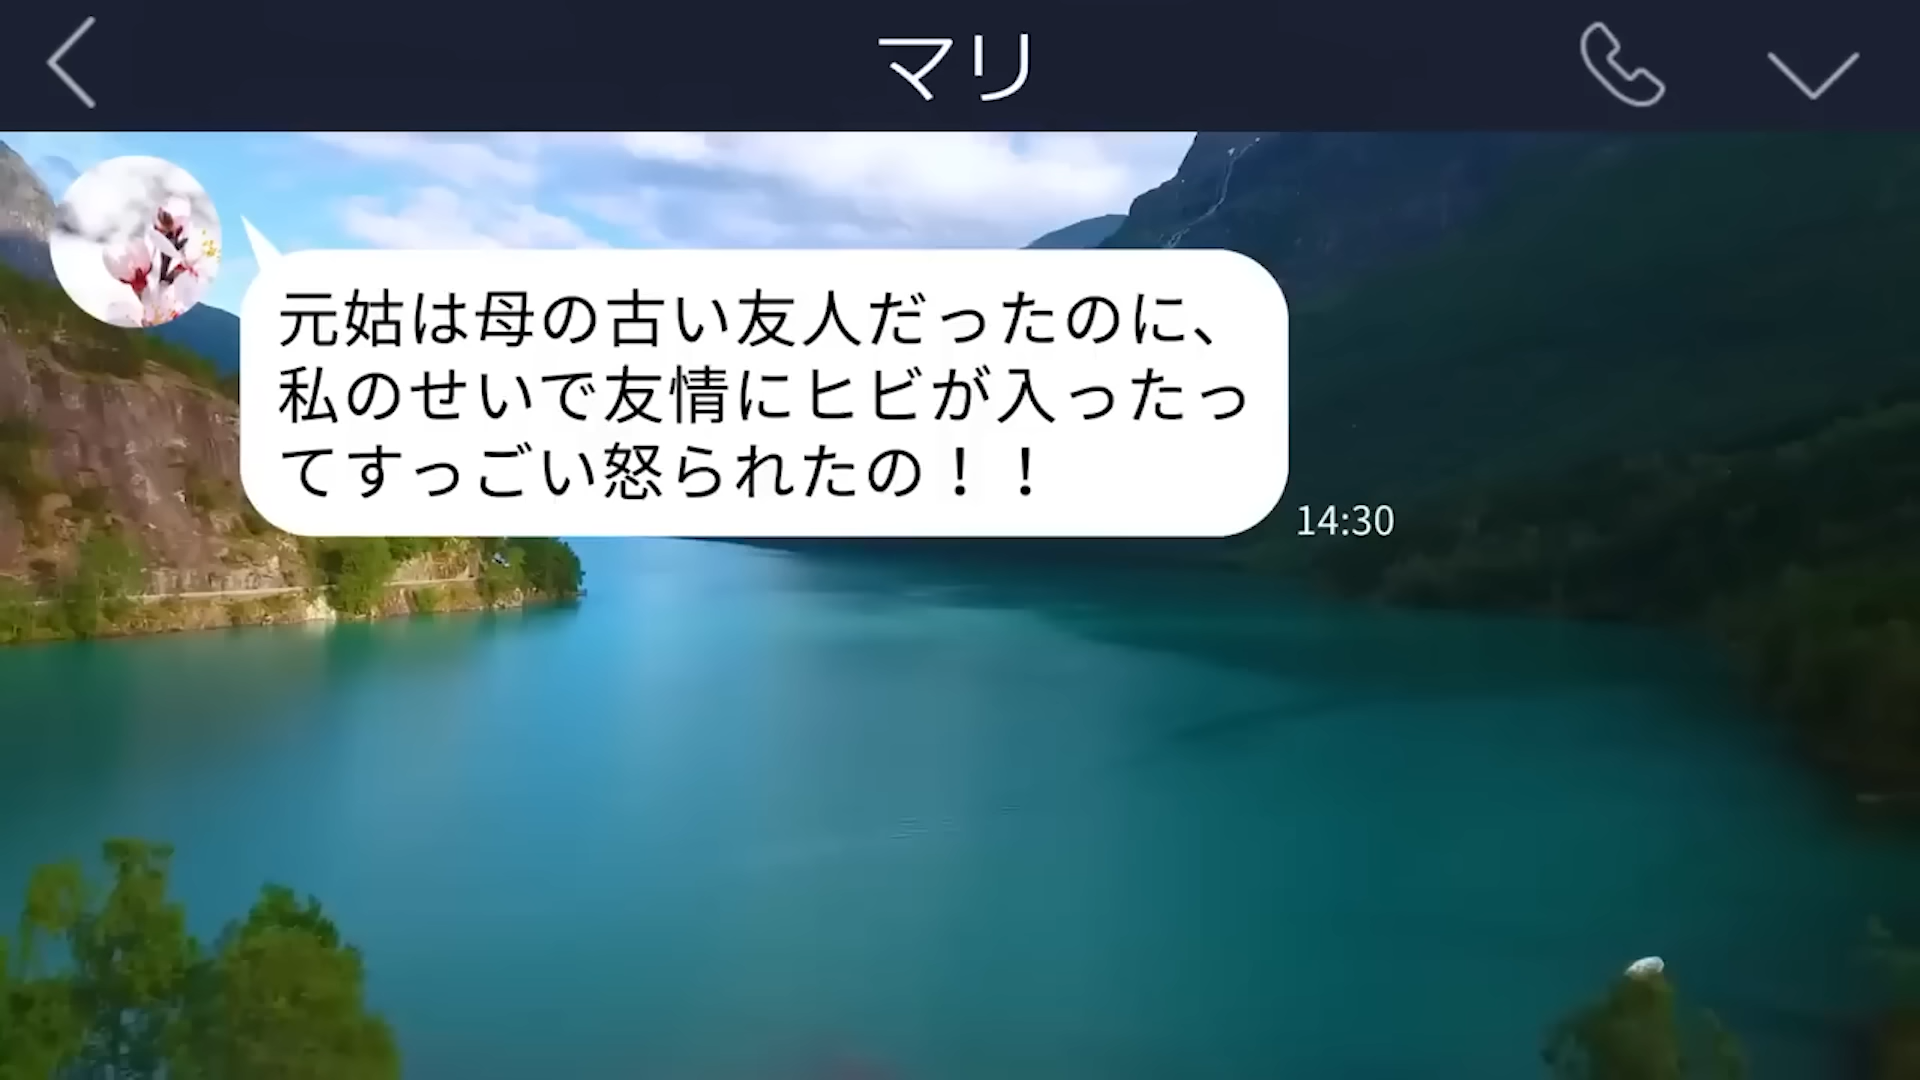 マリ
元姑は母の古い友人だったのに、
私のせいで友情にヒビが入ったっ
てすっごい怒られたの！！
14:30